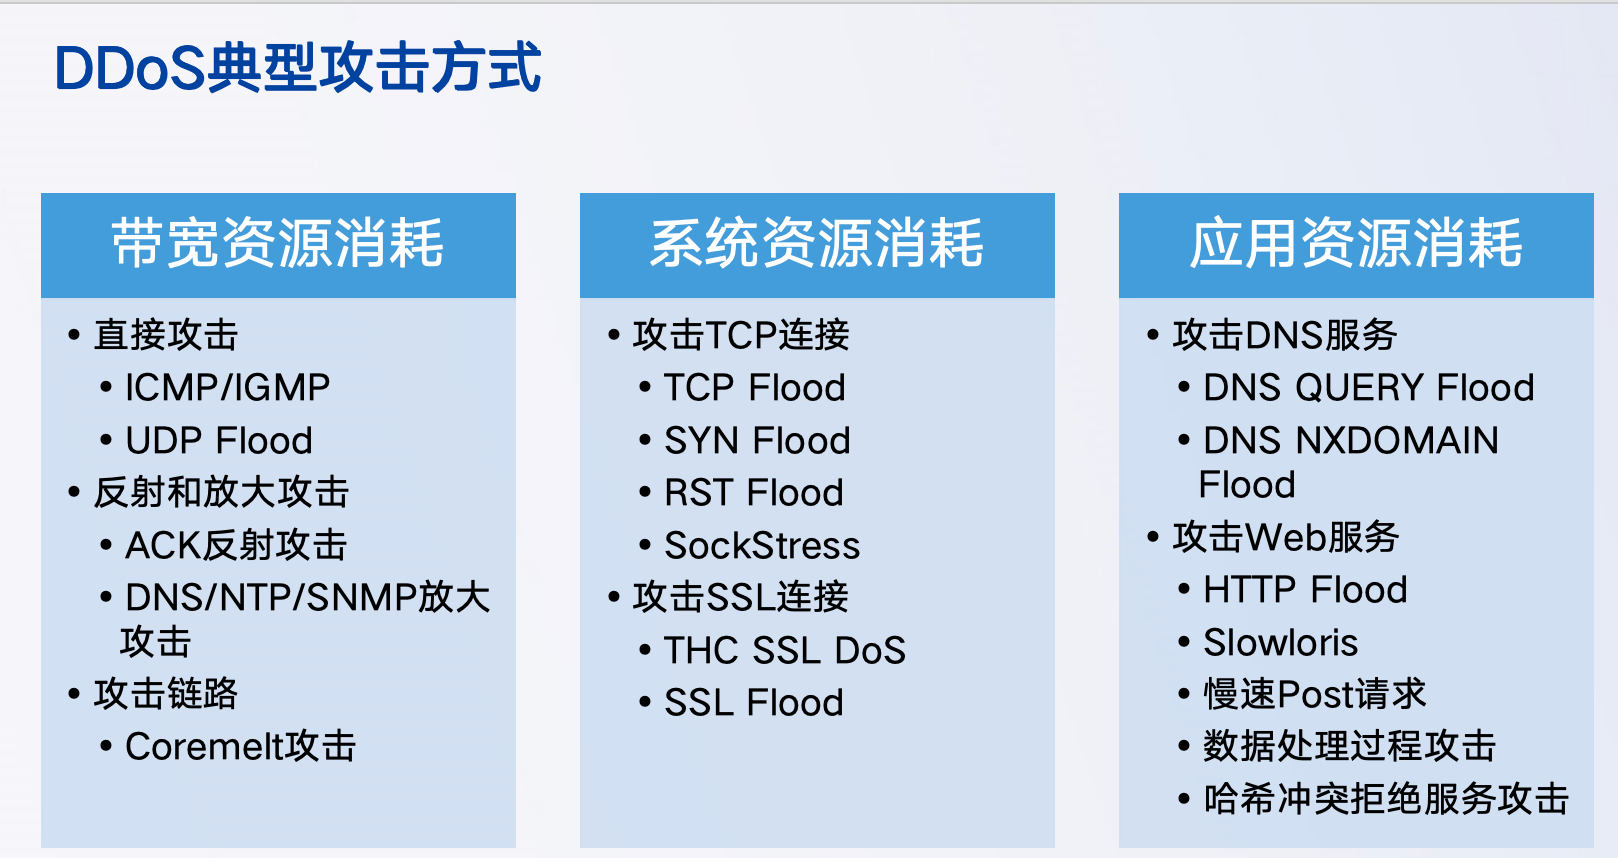 DDoS典型攻击方式
带宽资源消耗
• 直接攻击
• ICMP/IGMP
• UDP Flood
• 反射和放大攻击
• ACK反射攻击
• DNS/NTP/SNMP放大
攻击
• 攻击链路
• Coremelt攻击
系统资源消耗
• 攻击TCP连接
• TCP Flood
• SYN Flood
• RST Flood
• SockStress
• 攻击SSL连接
• THC SSL DoS
• SSL Flood
应用资源消耗
• 攻击DNS服务
• DNS QUERY Flood
• DNS NXDOMAIN
Flood
• 攻击Web服务
• HTTP Flood
• Slowloris
• 慢速Post请求
• 数据处理过程攻击
• 哈希冲突拒绝服务攻击